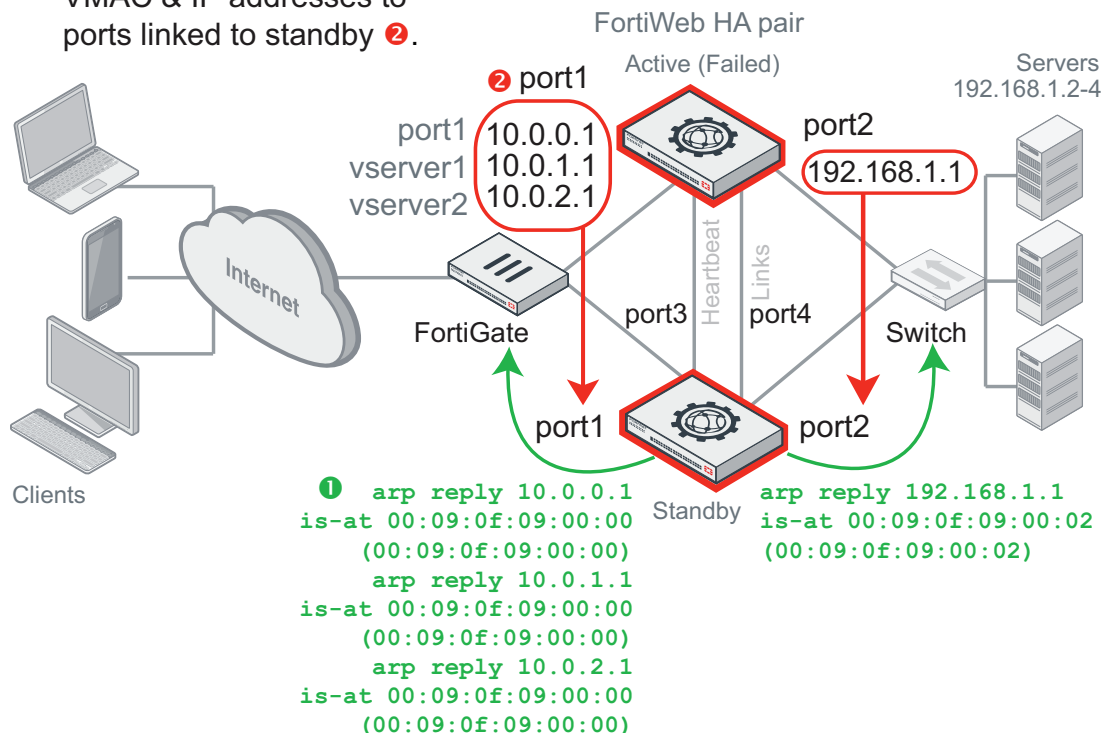 VMAC & IP addresses to
ports linked to standby ❷.
FortiWeb HA pair
Active (Failed)
Servers
192.168.1.2-4
❷ port1
port1 10.0.0.1
vserver1 10.0.1.1
vserver2 10.0.2.1
port2
192.168.1.1
Internet
Heartbeat
Links
FortiGate
port3
port4
Switch
port1
port2
Clients
Standby
❶ arp reply 10.0.0.1
is-at 00:09:0f:09:00:00
(00:09:0f:09:00:00)
arp reply 10.0.1.1
is-at 00:09:0f:09:00:00
(00:09:0f:09:00:00)
arp reply 10.0.2.1
is-at 00:09:0f:09:00:00
(00:09:0f:09:00:00)
arp reply 192.168.1.1
is-at 00:09:0f:09:00:02
(00:09:0f:09:00:02)